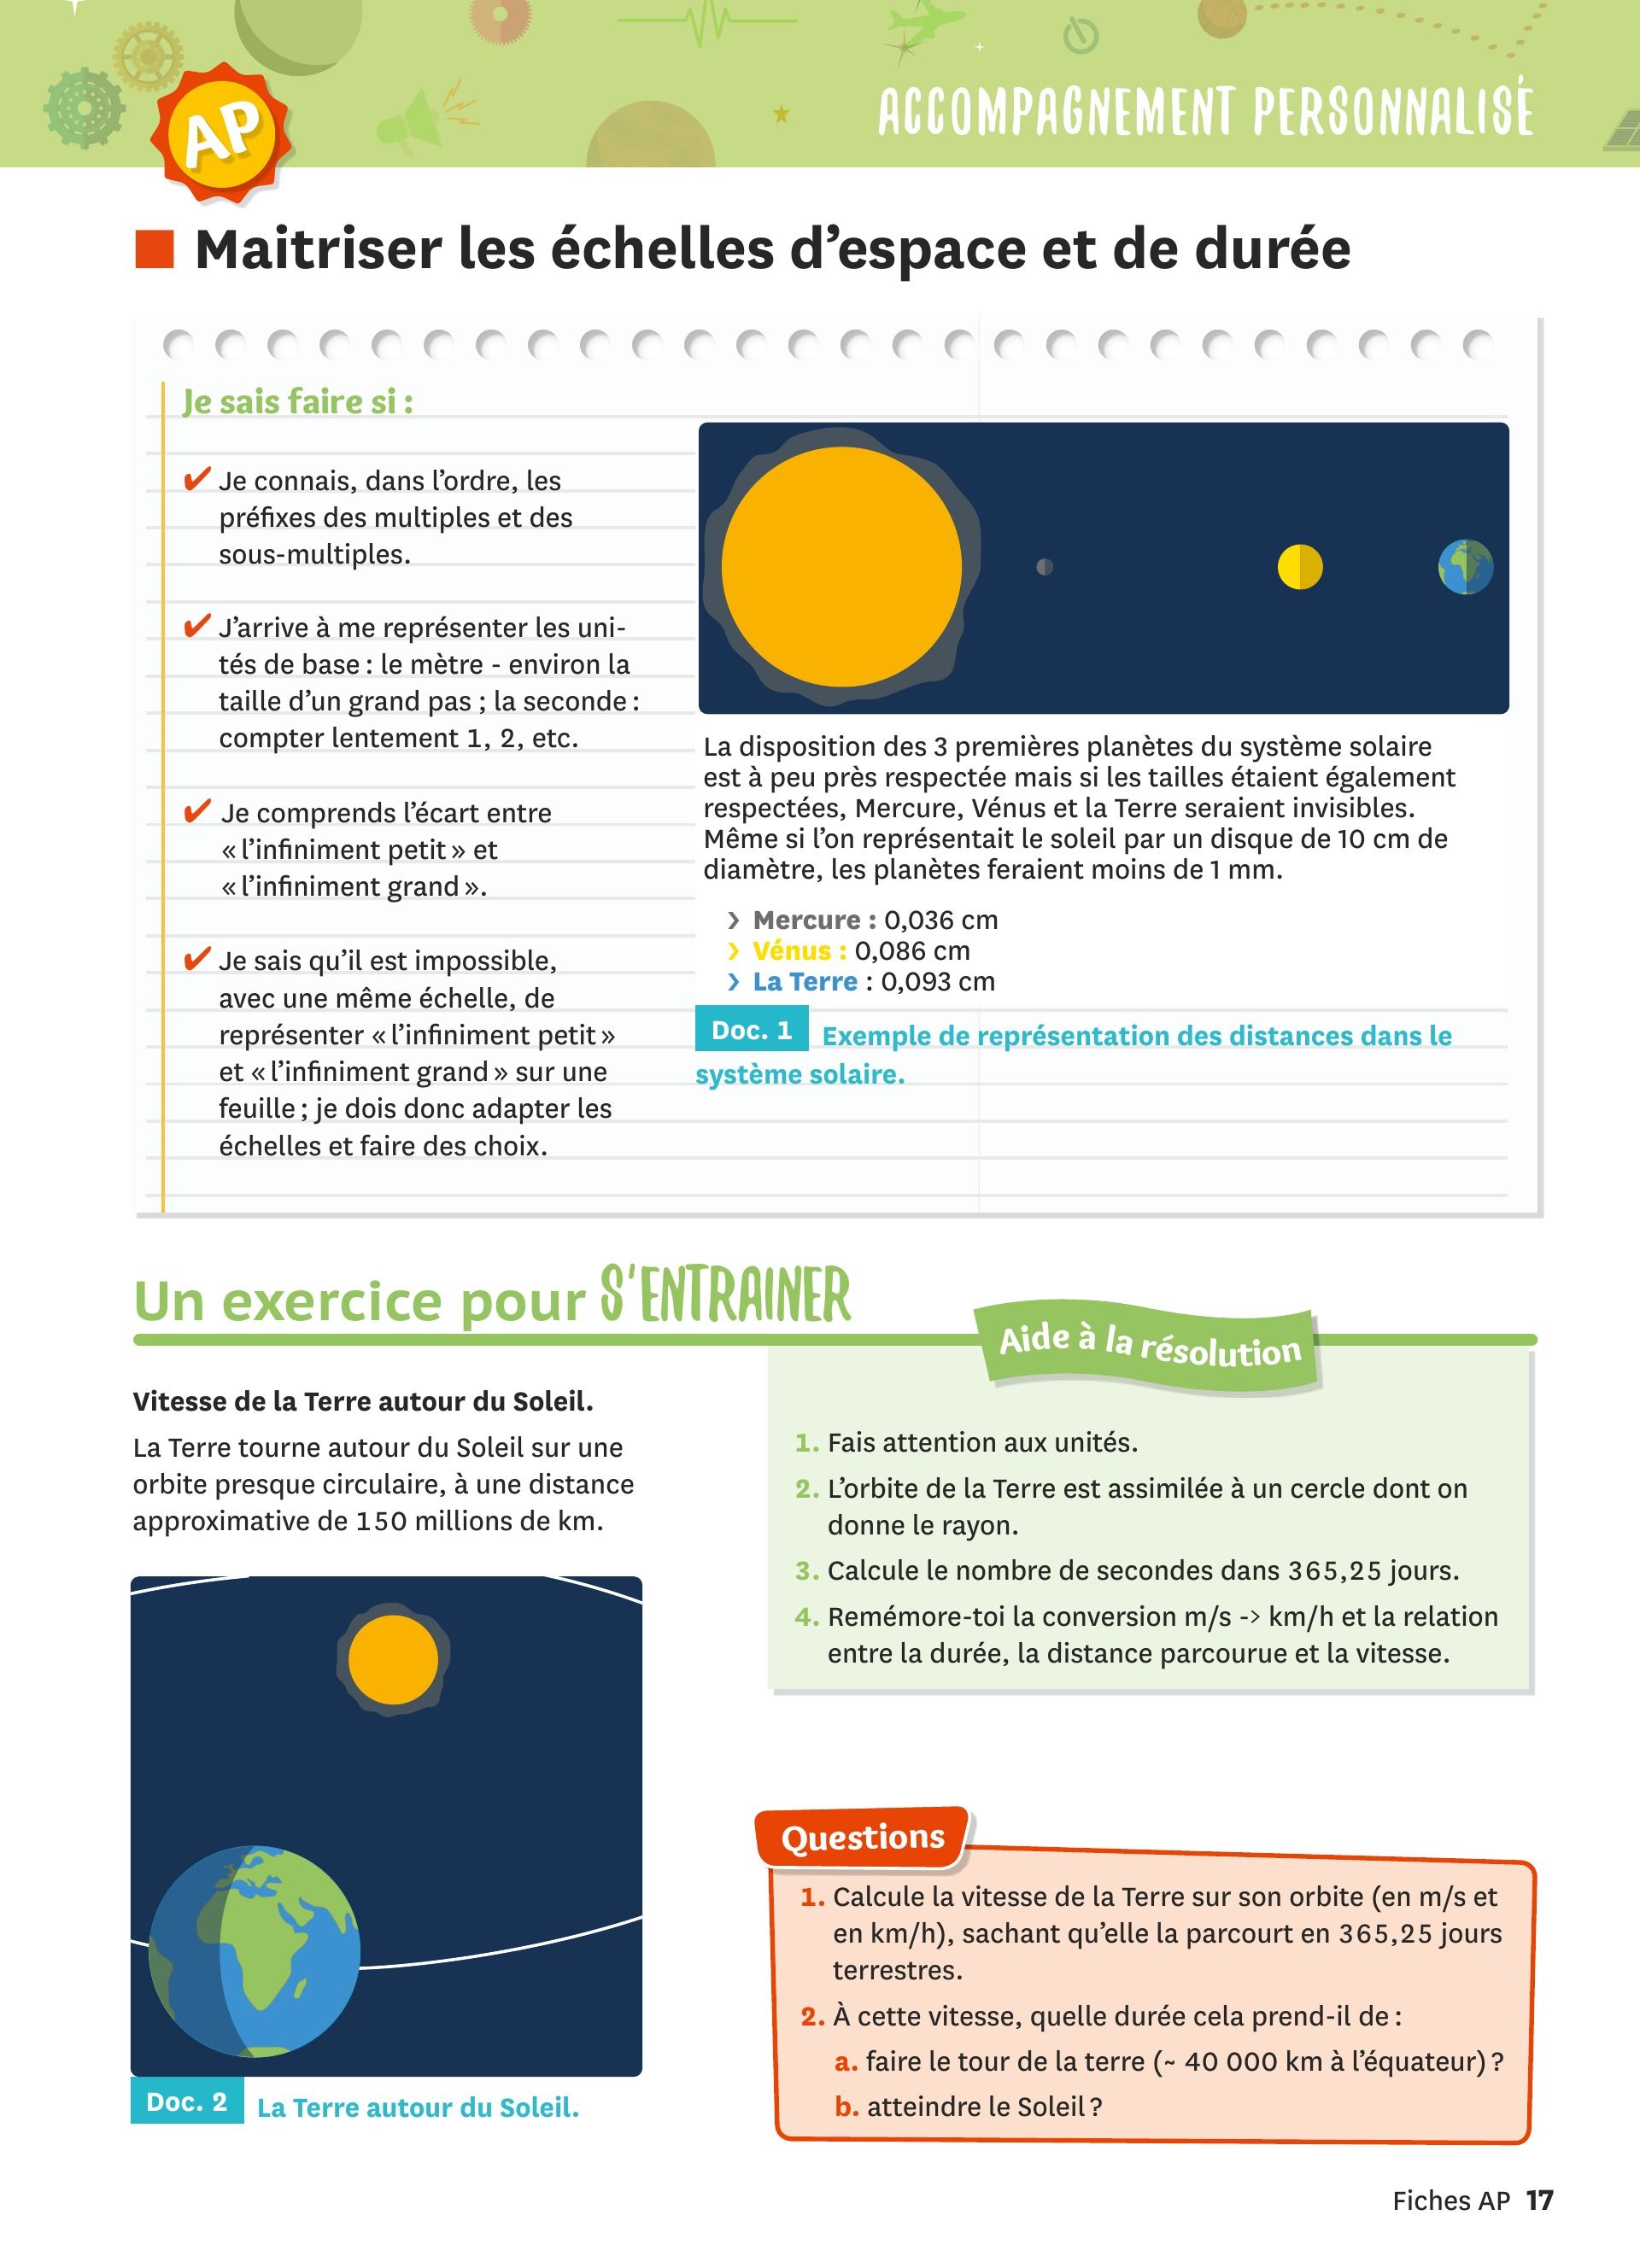 ACCOMPAGNEMENT PERSONNALISÉ
AP
Maitriser les échelles d’espace et de durée
Je sais faire si :
✔ Je connais, dans l’ordre, les
préfixes des multiples et des
sous-multiples.
✔ J’arrive à me représenter les uni-
tés de base : le mètre - environ la
taille d’un grand pas ; la seconde :
compter lentement 1, 2, etc.
✔ Je comprends l’écart entre
« l’infiniment petit » et
« l’infiniment grand ».
✔ Je sais qu’il est impossible,
avec une même échelle, de
représenter « l’infiniment petit »
et « l’infiniment grand » sur une
feuille ; je dois donc adapter les
échelles et faire des choix.
La disposition des 3 premières planètes du système solaire
est à peu près respectée mais si les tailles étaient également
respectées, Mercure, Vénus et la Terre seraient invisibles.
Même si l’on représentait le soleil par un disque de 10 cm de
diamètre, les planètes feraient moins de 1 mm.
› Mercure : 0,036 cm
› Vénus : 0,086 cm
› La Terre : 0,093 cm
Doc. 1 Exemple de représentation des distances dans le
système solaire.
Un exercice pour S’ENTRAINER
Vitesse de la Terre autour du Soleil.
La Terre tourne autour du Soleil sur une
orbite presque circulaire, à une distance
approximative de 150 millions de km.
Doc. 2 La Terre autour du Soleil.
Aide à la résolution
1. Fais attention aux unités.
2. L’orbite de la Terre est assimilée à un cercle dont on
donne le rayon.
3. Calcule le nombre de secondes dans 365,25 jours.
4. Remémore-toi la conversion m/s -> km/h et la relation
entre la durée, la distance parcourue et la vitesse.
Questions
1. Calcule la vitesse de la Terre sur son orbite (en m/s et
en km/h), sachant qu’elle la parcourt en 365,25 jours
terrestres.
2. À cette vitesse, quelle durée cela prend-il de :
a. faire le tour de la terre (~ 40 000 km à l’équateur) ?
b. atteindre le Soleil ?
Fiches AP 17